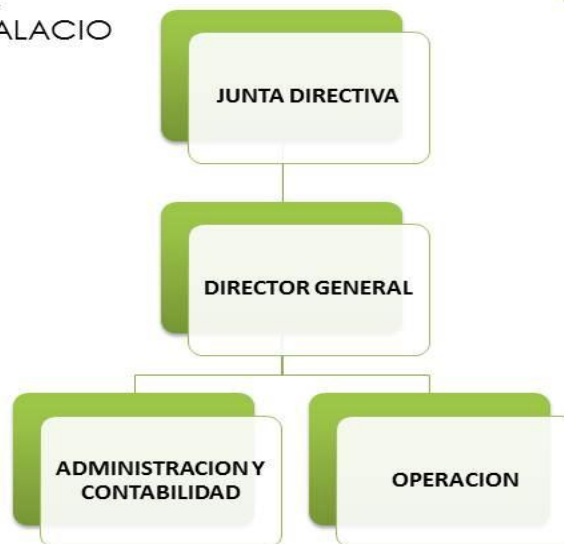 ALACIO
JUNTA DIRECTIVA
DIRECTOR GENERAL
ADMINISTRACION Y
CONTABILIDAD
OPERACION